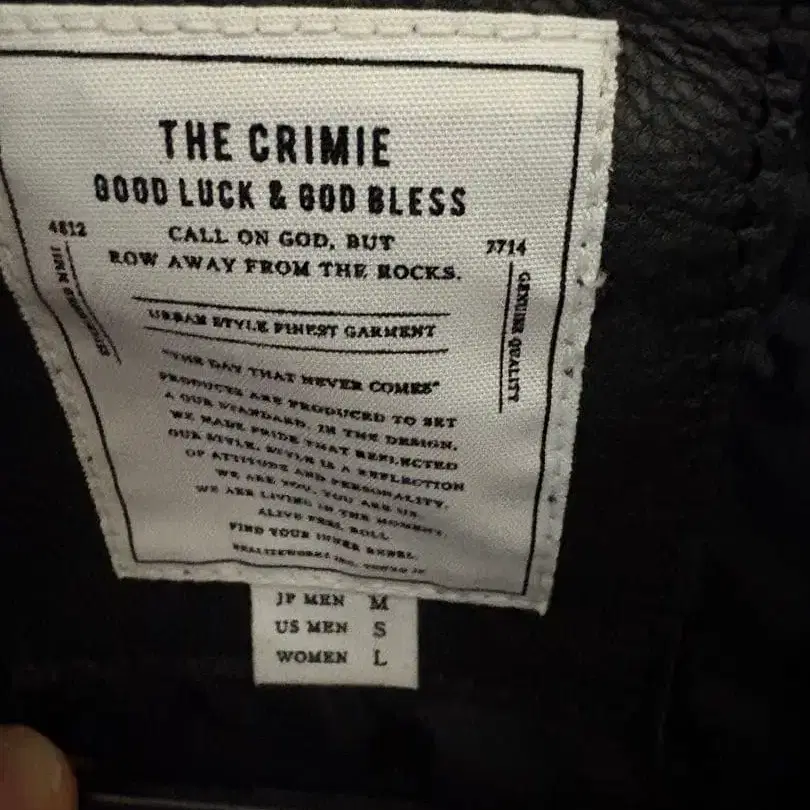 THE CRIMIE
GOOD LUCK & GOD BLESS
4812
7714
CALL ON GOD, BUT
ROW AWAY FROM THE ROCKS.
GENUINE QUALITY
URBAN STYLE FINEST GARMENT
"THE DAY THAT NEVER COMES"
PRODUCTS ARE PRODUCED TO SET
A OUR STANDARD. IN THE DESIGN,
WE MADE PRIDE THAT REFLECTED
OUR STYLE. STYLE IS A REFLECTION
OF ATTITUDE AND PERSONALITY.
WE ARE YOU. YOU ARE US.
WE ARE LIVING IN THE MOMENT.
ALIVE FREE ROLL
FIND YOUR INNER REBEL
JP MEN M
US MEN S
WOMEN L